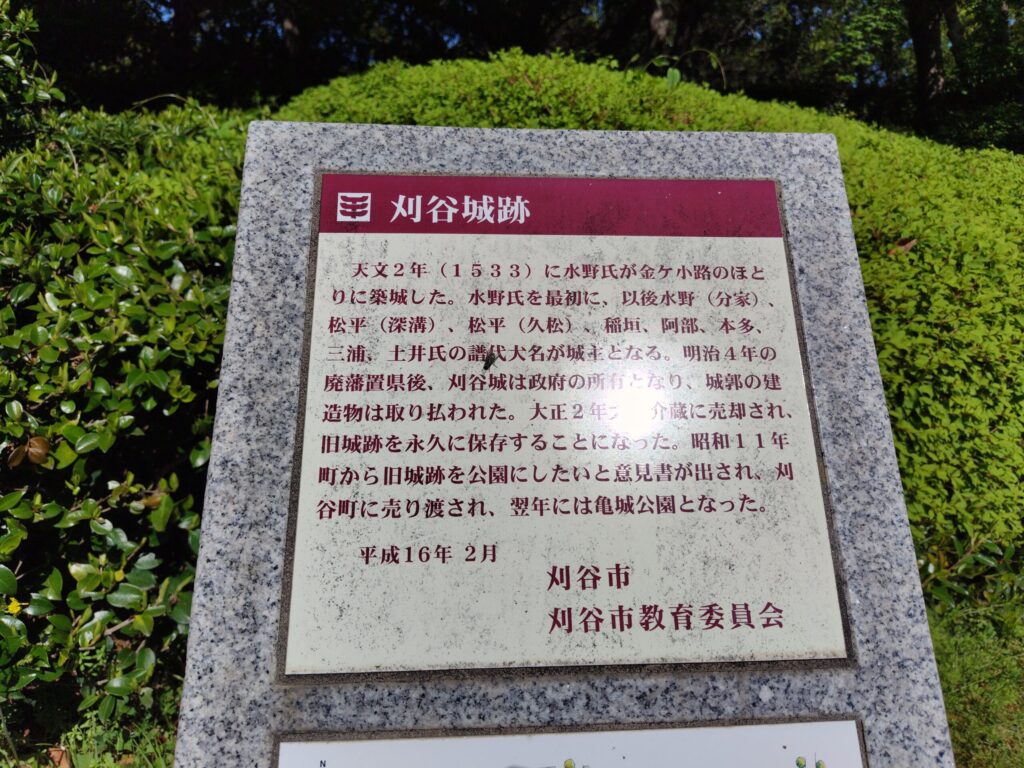 刈谷城跡
天文2年（1533）に水野氏が金ケ小路のほと
りに築城した。水野氏を最初に、以後水野（分家）、
松平（深溝）、松平（久松）、稲垣、阿部、本多、
三浦、土井氏の譜代大名が城主となる。明治4年の
廃藩置県後、刈谷城は政府の所有となり、城郭の建
造物は取り払われた。大正2年 介蔵に売却され、
旧城跡を永久に保存することになった。昭和11年
町から旧城跡を公園にしたいと意見書が出され、刈
谷町に売り渡され、翌年には亀城公園となった。
平成16年 2月
刈谷市
刈谷市教育委員会
N